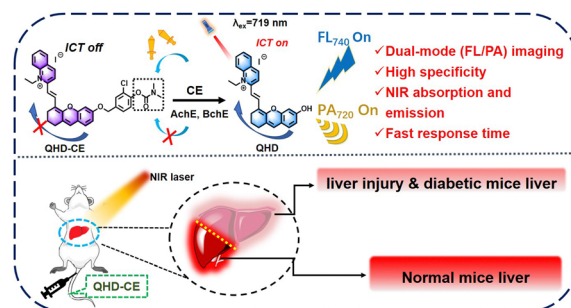 λex=719 nm
ICT off
I⁻
ICT on
I⁻
FL740 On
✓Dual-mode (FL/PA) imaging
✓High specificity
✓NIR absorption and
emission
✓Fast response time
N
N
Cl
O
O
O
N
CE
AchE, BchE
O
O
OH
PA720 On
QHD-CE
QHD
NIR laser
QHD-CE
liver injury & diabetic mice liver
Normal mice liver